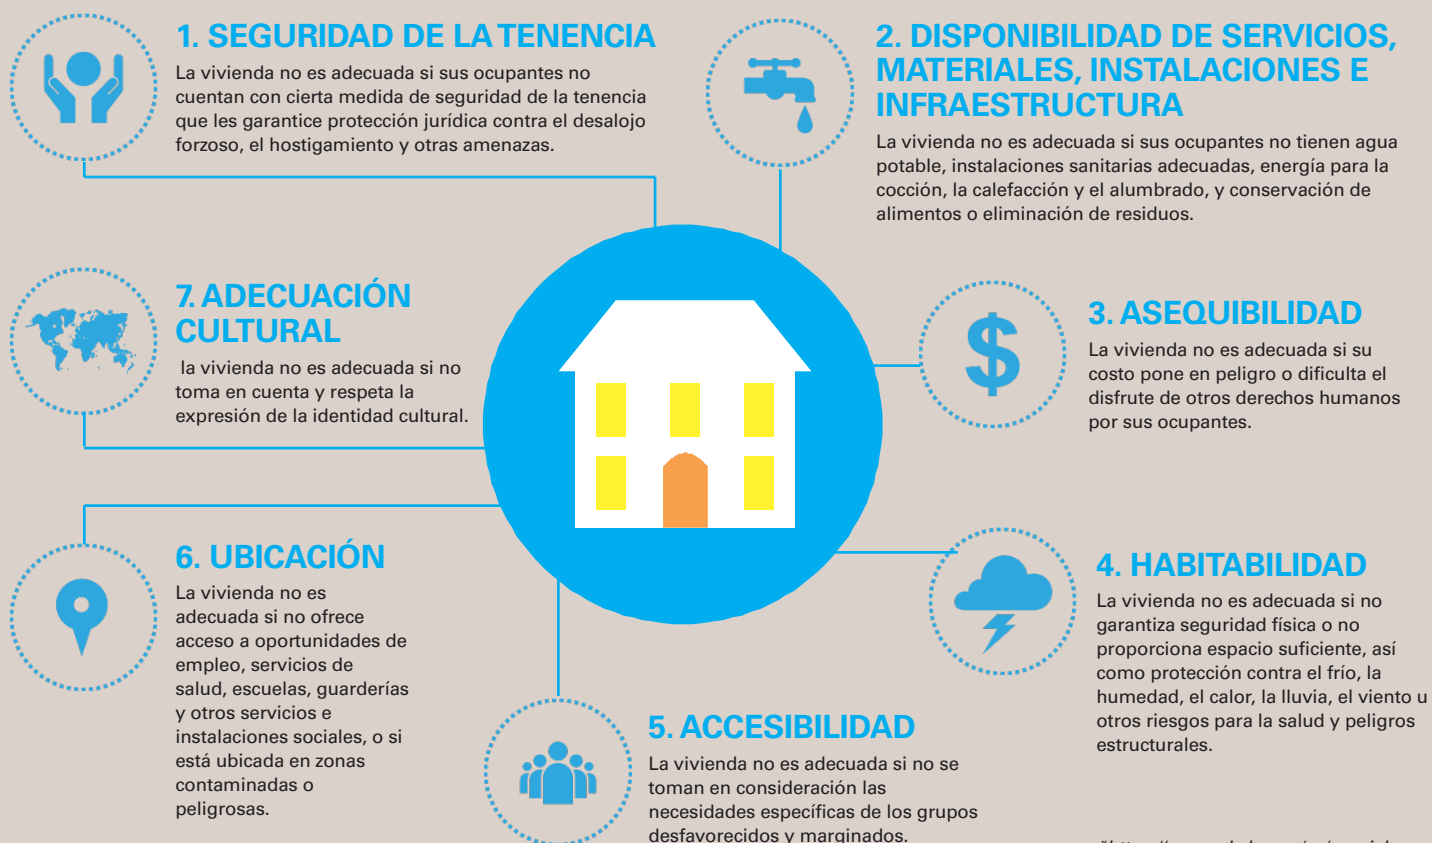 1. SEGURIDAD DE LA TENENCIA
La vivienda no es adecuada si sus ocupantes no
cuentan con cierta medida de seguridad de la tenencia
que les garantice protección jurídica contra el desalojo
forzoso, el hostigamiento y otras amenazas.
2. DISPONIBILIDAD DE SERVICIOS,
MATERIALES, INSTALACIONES E
INFRAESTRUCTURA
La vivienda no es adecuada si sus ocupantes no tienen agua
potable, instalaciones sanitarias adecuadas, energía para la
cocción, la calefacción y el alumbrado, y conservación de
alimentos o eliminación de residuos.
3. ASEQUIBILIDAD
La vivienda no es adecuada si su
costo pone en peligro o dificulta el
disfrute de otros derechos humanos
por sus ocupantes.
4. HABITABILIDAD
La vivienda no es adecuada si no
garantiza seguridad física o no
proporciona espacio suficiente, así
como protección contra el frío, la
humedad, el calor, la lluvia, el viento u
otros riesgos para la salud y peligros
estructurales.
5. ACCESIBILIDAD
La vivienda no es adecuada si no se
toman en consideración las
necesidades específicas de los grupos
desfavorecidos y marginados.
6. UBICACIÓN
La vivienda no es
adecuada si no ofrece
acceso a oportunidades de
empleo, servicios de
salud, escuelas, guarderías
y otros servicios e
instalaciones sociales, o si
está ubicada en zonas
contaminadas o
peligrosas.
7. ADECUACIÓN
CULTURAL
la vivienda no es adecuada si no
toma en cuenta y respeta la
expresión de la identidad cultural.
$